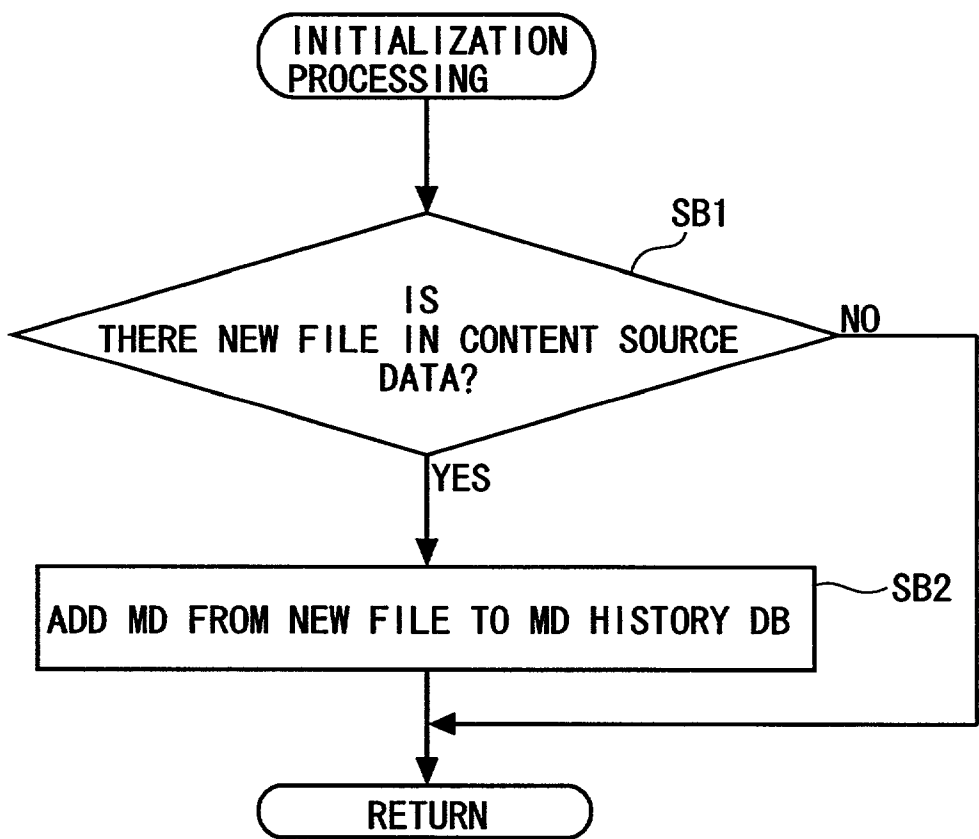 INITIALIZATION
PROCESSING
SB1
IS
THERE NEW FILE IN CONTENT SOURCE
DATA?
NO
YES
SB2
ADD MD FROM NEW FILE TO MD HISTORY DB
RETURN